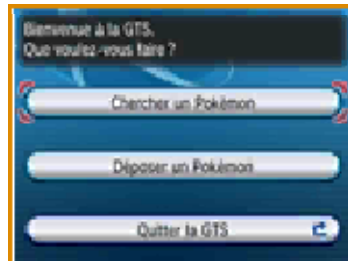 Bienvenue à la GTS.
Que voulez-vous faire ?
Chercher un Pokémon
Déposer un Pokémon
Quitter la GTS